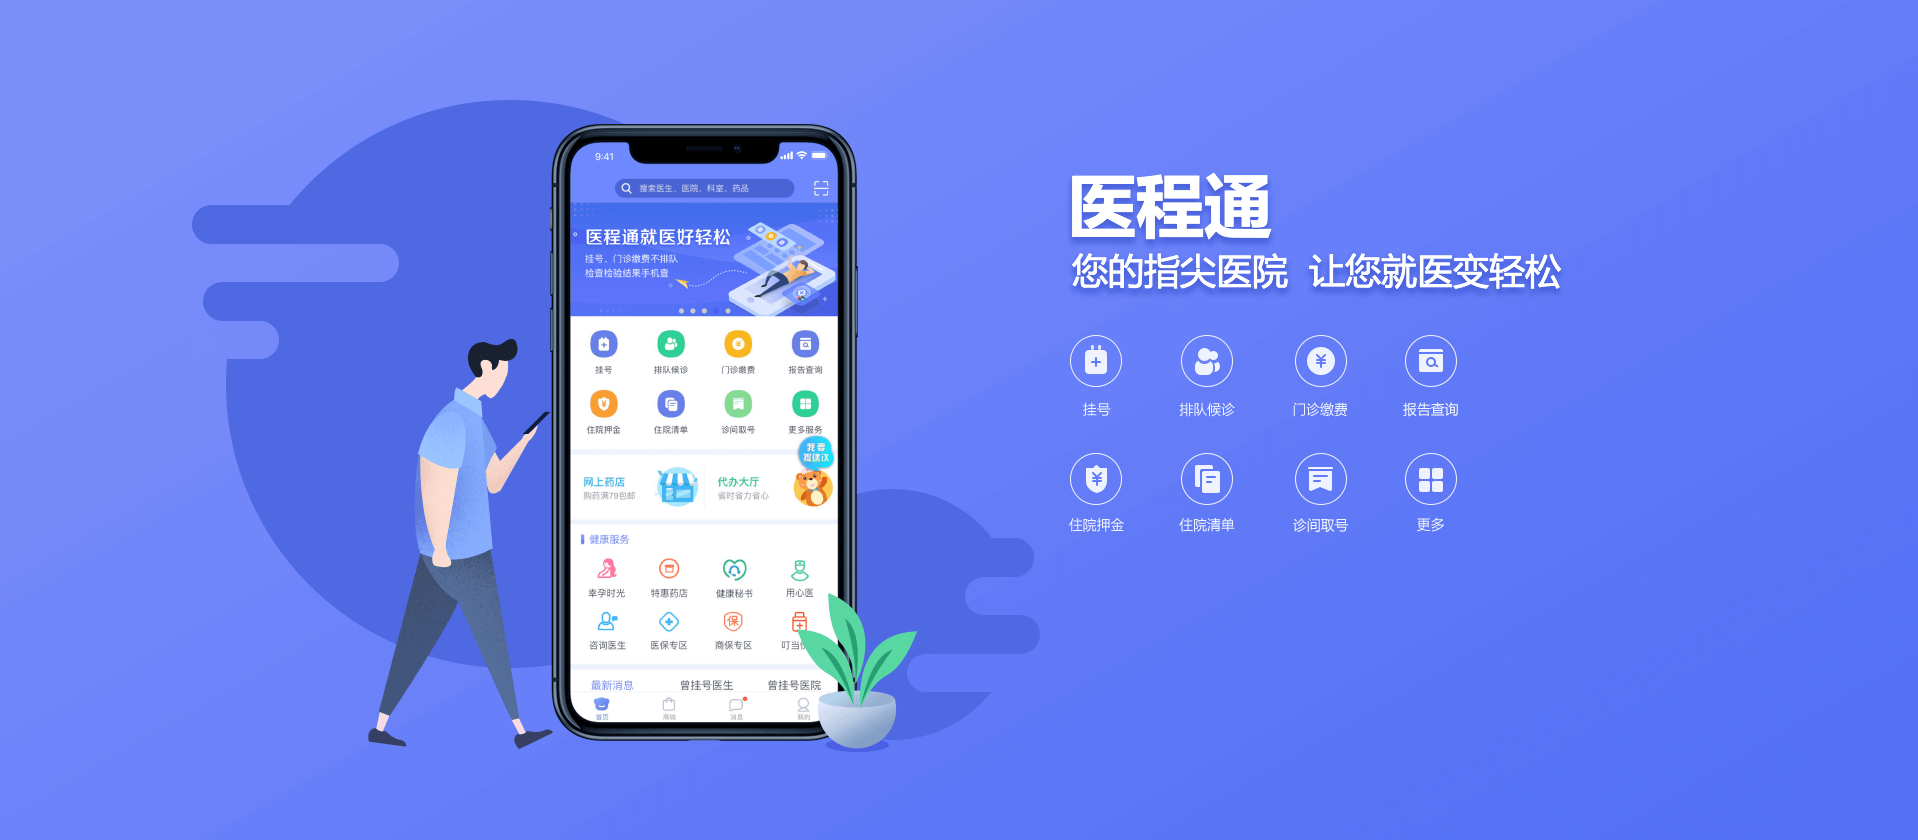 9:41
搜索医生、医院、科室、药品
医程通就医好轻松
挂号、门诊缴费不排队
检查检验结果手机查
挂号 排队候诊 门诊缴费 报告查询
住院押金 住院清单 诊间取号 更多服务
我要
提建议
网上药店 代办大厅
购药满79包邮 省时省力省心
健康服务
幸孕时光 特惠药店 健康秘书 用心医
咨询医生 医保专区 商保专区 叮当
保
最新消息 曾挂号医生 曾挂号医院
首页 商城 消息 我的
医程通
您的指尖医院 让您就医变轻松
挂号 排队候诊 门诊缴费 报告查询
住院押金 住院清单 诊间取号 更多